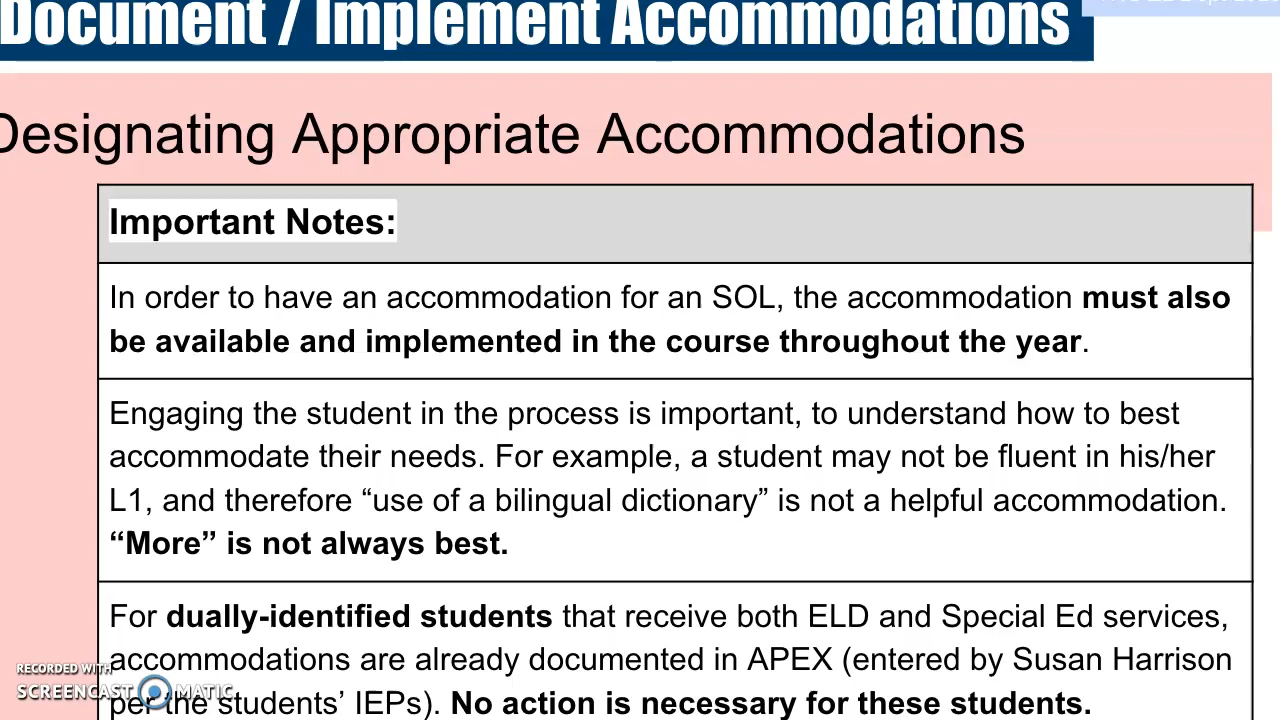 Document / Implement Accommodations
Designating Appropriate Accommodations
Important Notes:
In order to have an accommodation for an SOL, the accommodation must also
be available and implemented in the course throughout the year.
Engaging the student in the process is important, to understand how to best
accommodate their needs. For example, a student may not be fluent in his/her
L1, and therefore “use of a bilingual dictionary” is not a helpful accommodation.
“More” is not always best.
For dually-identified students that receive both ELD and Special Ed services,
accommodations are already documented in APEX (entered by Susan Harrison
per the students’ IEPs). No action is necessary for these students.
RECORDED WITH
SCREENCAST MATIC